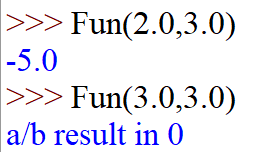 >>> Fun(2.0,3.0)
-5.0
>>> Fun(3.0,3.0)
a/b result in 0